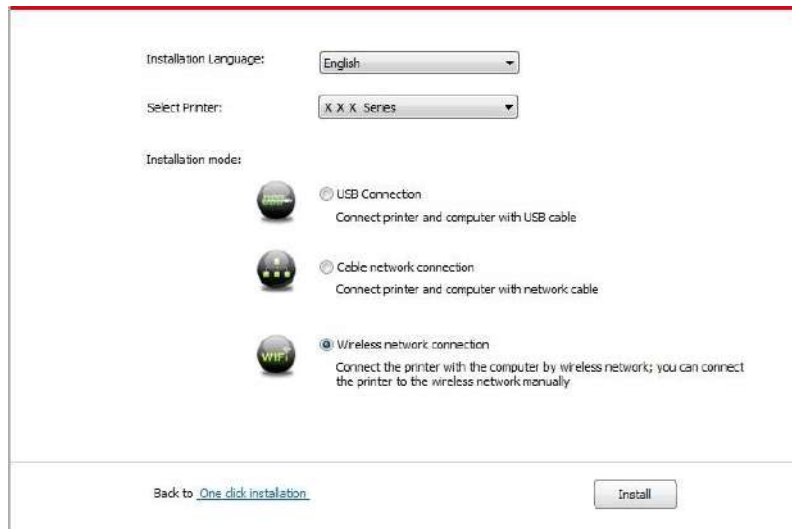 Installation Language:
English
Select Printer:
X X X Series
Installation mode:
USB Connection
Connect printer and computer with USB cable
Cable network connection
Connect printer and computer with network cable
WiFi
Wireless network connection
Connect the printer with the computer by wireless network; you can connect
the printer to the wireless network manually
Back to One click installation
Install